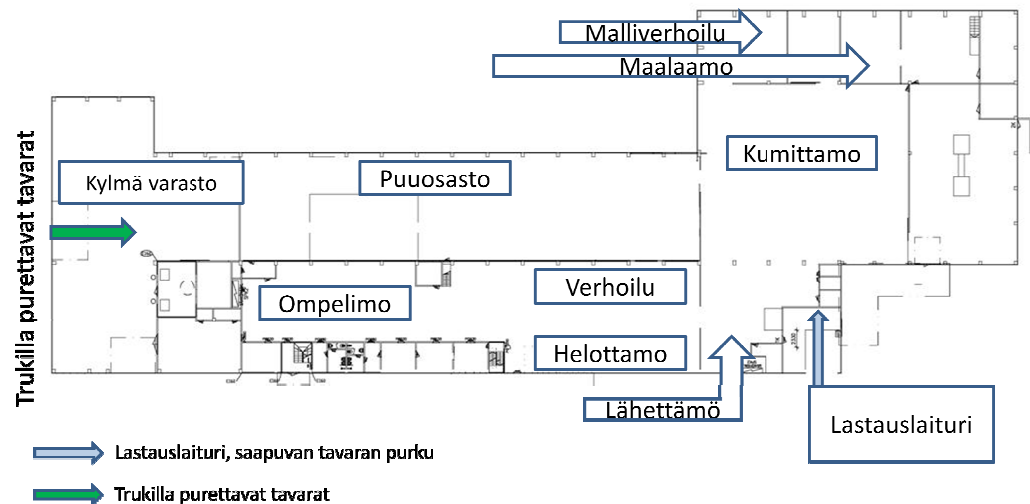 Malliverhoilu
Maalaamo
Kumittamo
Puuosasto
Kylmä varasto
Trukilla purettavat tavarat
Ompelimo
Verhoilu
Helottamo
Lähettämö
Lastauslaituri
Lastauslaituri, saapuvan tavaran purku
Trukilla purettavat tavarat